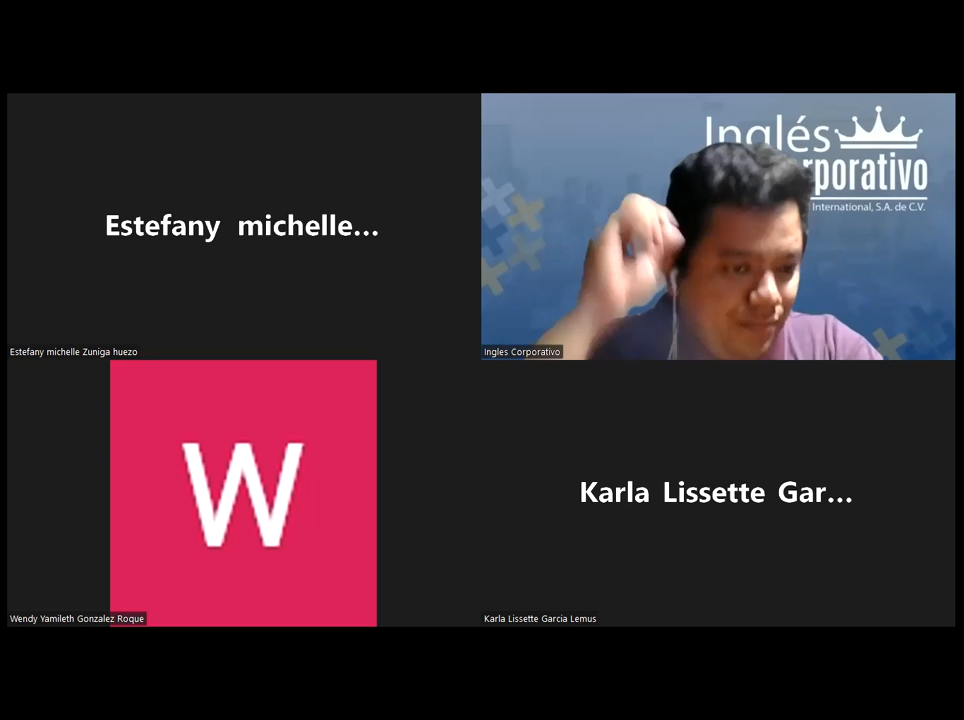 Estefany michelle...
Estefany michelle Zuniga huezo
Inglés
porativo
International, S.A. de C.V.
Ingles Corporativo
W
Wendy Yamileth Gonzalez Roque
Karla Lissette Gar...
Karla Lissette Garcia Lemus